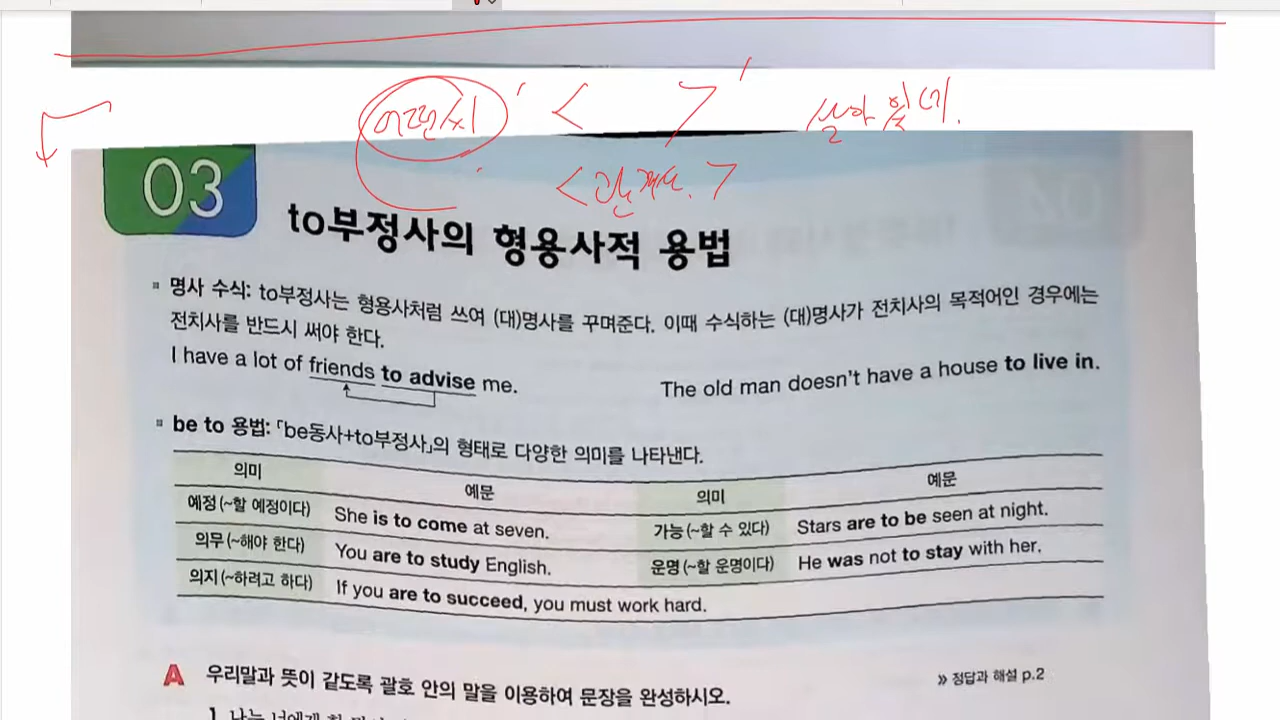 < >
< >
03
to부정사의 형용사적 용법
명사 수식: to부정사는 형용사처럼 쓰여 (대)명사를 꾸며준다. 이때 수식하는 (대)명사가 전치사의 목적어인 경우에는
전치사를 반드시 써야 한다.
I have a lot of friends to advise me. The old man doesn't have a house to live in.
be to 용법: 「be동사+to부정사」의 형태로 다양한 의미를 나타낸다.
의미 예문 의미 예문
예정 (~할 예정이다) She is to come at seven. 가능 (~할 수 있다) Stars are to be seen at night.
의무 (~해야 한다) You are to study English. 운명 (~할 운명이다) He was not to stay with her.
의지 (~하려고 하다) If you are to succeed, you must work hard.
A 우리말과 뜻이 같도록 괄호 안의 말을 이용하여 문장을 완성하시오. » 정답과 해설 p.2
1 나는 너에게 할